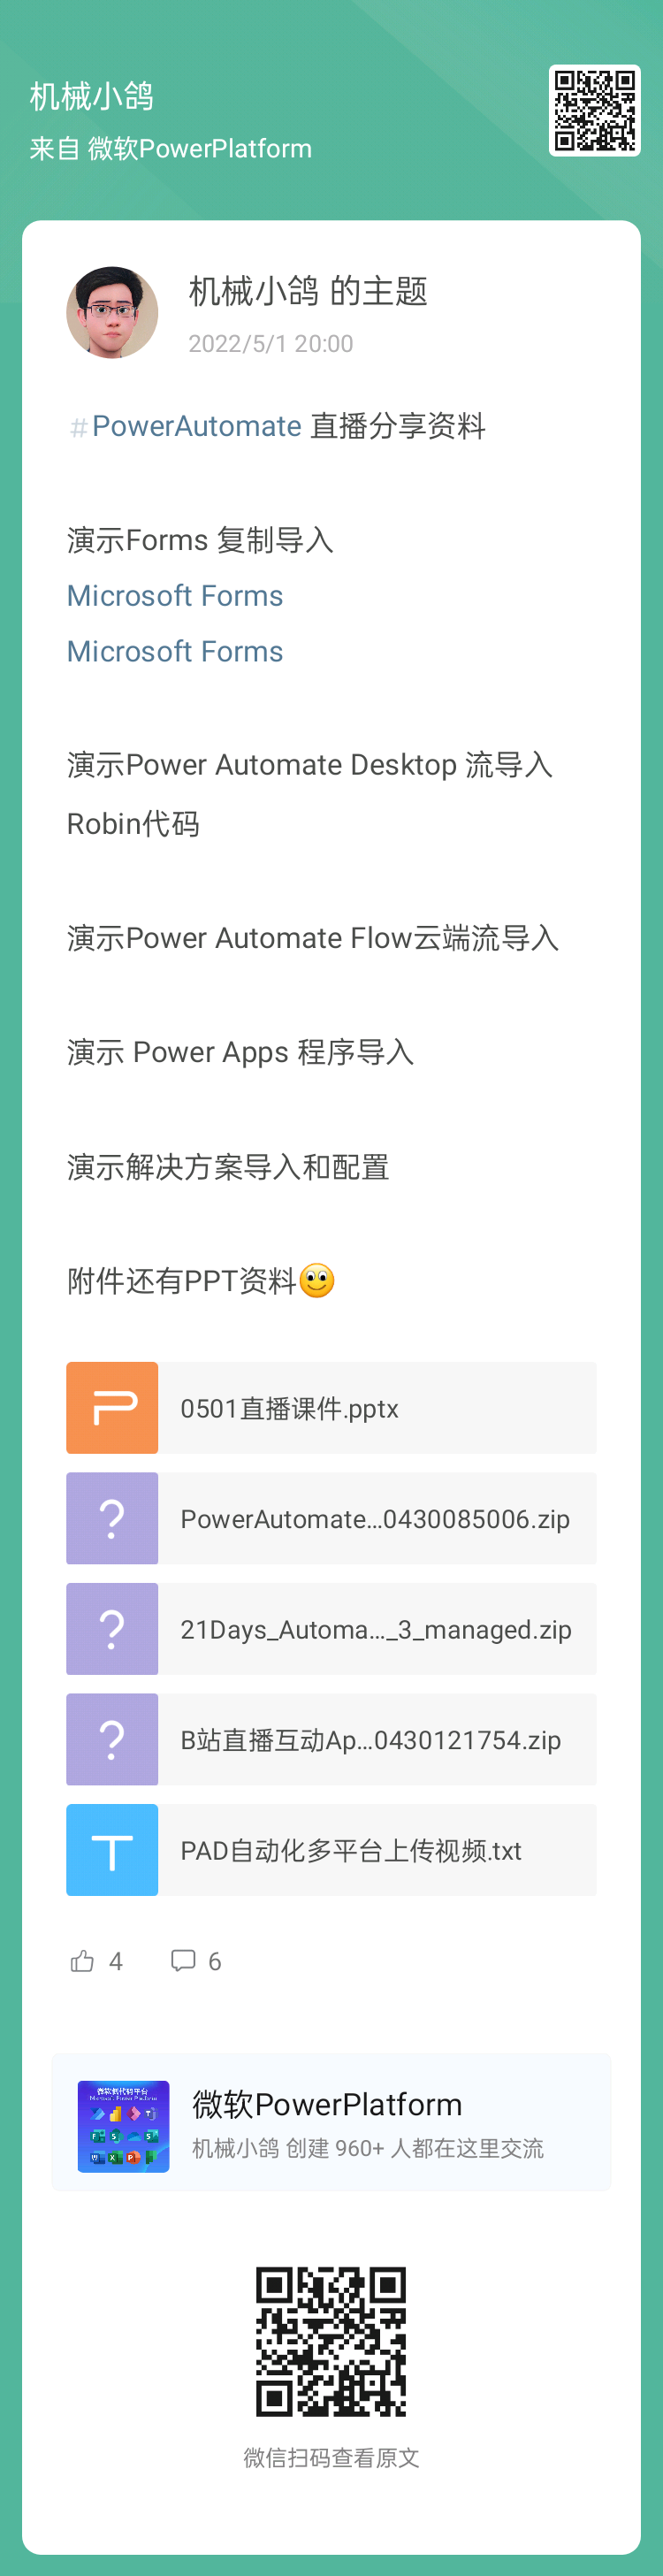 机械小鸽
来自 微软PowerPlatform
机械小鸽 的主题
2022/5/1 20:00
#PowerAutomate 直播分享资料
演示Forms 复制导入
Microsoft Forms
Microsoft Forms
演示Power Automate Desktop 流导入
Robin代码
演示Power Automate Flow云端流导入
演示 Power Apps 程序导入
演示解决方案导入和配置
附件还有PPT资料
0501直播课件.pptx
PowerAutomate...0430085006.zip
21Days_Automa..._3_managed.zip
B站直播互动Ap...0430121754.zip
PAD自动化多平台上传视频.txt
4 6
微软低代码平台
Microsoft Power Platform
微软PowerPlatform
机械小鸽 创建 960+ 人都在这里交流
微信扫码查看原文